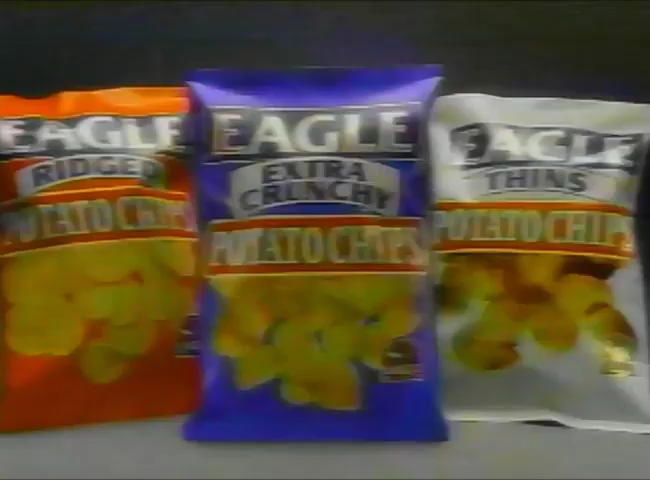 EAGLE
RIDGED
POTATO CHIPS
EAGLE
EXTRA
CRUNCHY
POTATO CHIPS
EAGLE
THINS
POTATO CHIPS